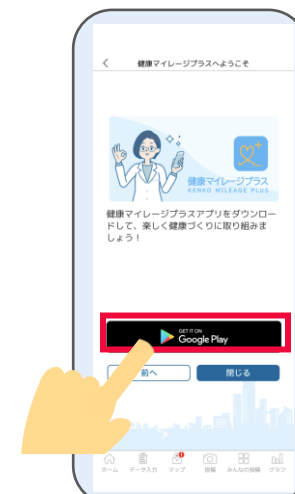 健康マイレージプラスへようこそ
健康マイレージプラス
KENKO MILEAGE PLUS
健康マイレージプラスアプリをダウンロー
ドして、楽しく健康づくりに取り組みま
しょう！
GET IT ON
Google Play
前へ 閉じる
ホーム データ入力 マップ 投稿 みんなの投稿 グラフ